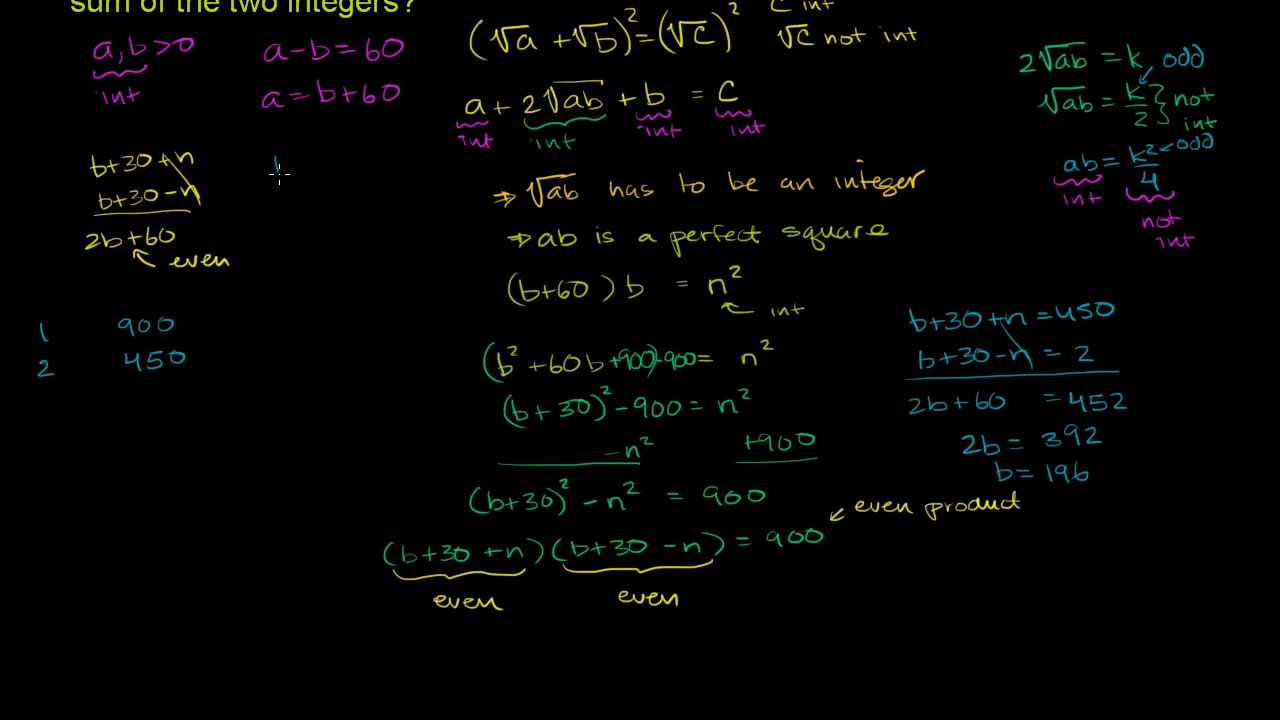 sum of the two integers?
a, b > 0
int
a - b = 60
a = b + 60
(√a + √b)² = (√c)²
c int
√c not int
a + 2√ab + b = c
int int int int
⇒ √ab has to be an integer
⇒ ab is a perfect square
(b+60) b = n²
int
(b² + 60b + 900) - 900 = n²
(b + 30)² - 900 = n²
- n² + 900
(b+30)² - n² = 900
(b+30 + n)(b+30 - n) = 900
even product
even even
b+30 + n
b+30 - n
2b + 60
even
1 900
2 450
2√ab = k
odd
√ab = k/2 } not int
ab = k²/4
odd
int
not int
b+30 + n = 450
b+30 - n = 2
2b + 60 = 452
2b = 392
b = 196